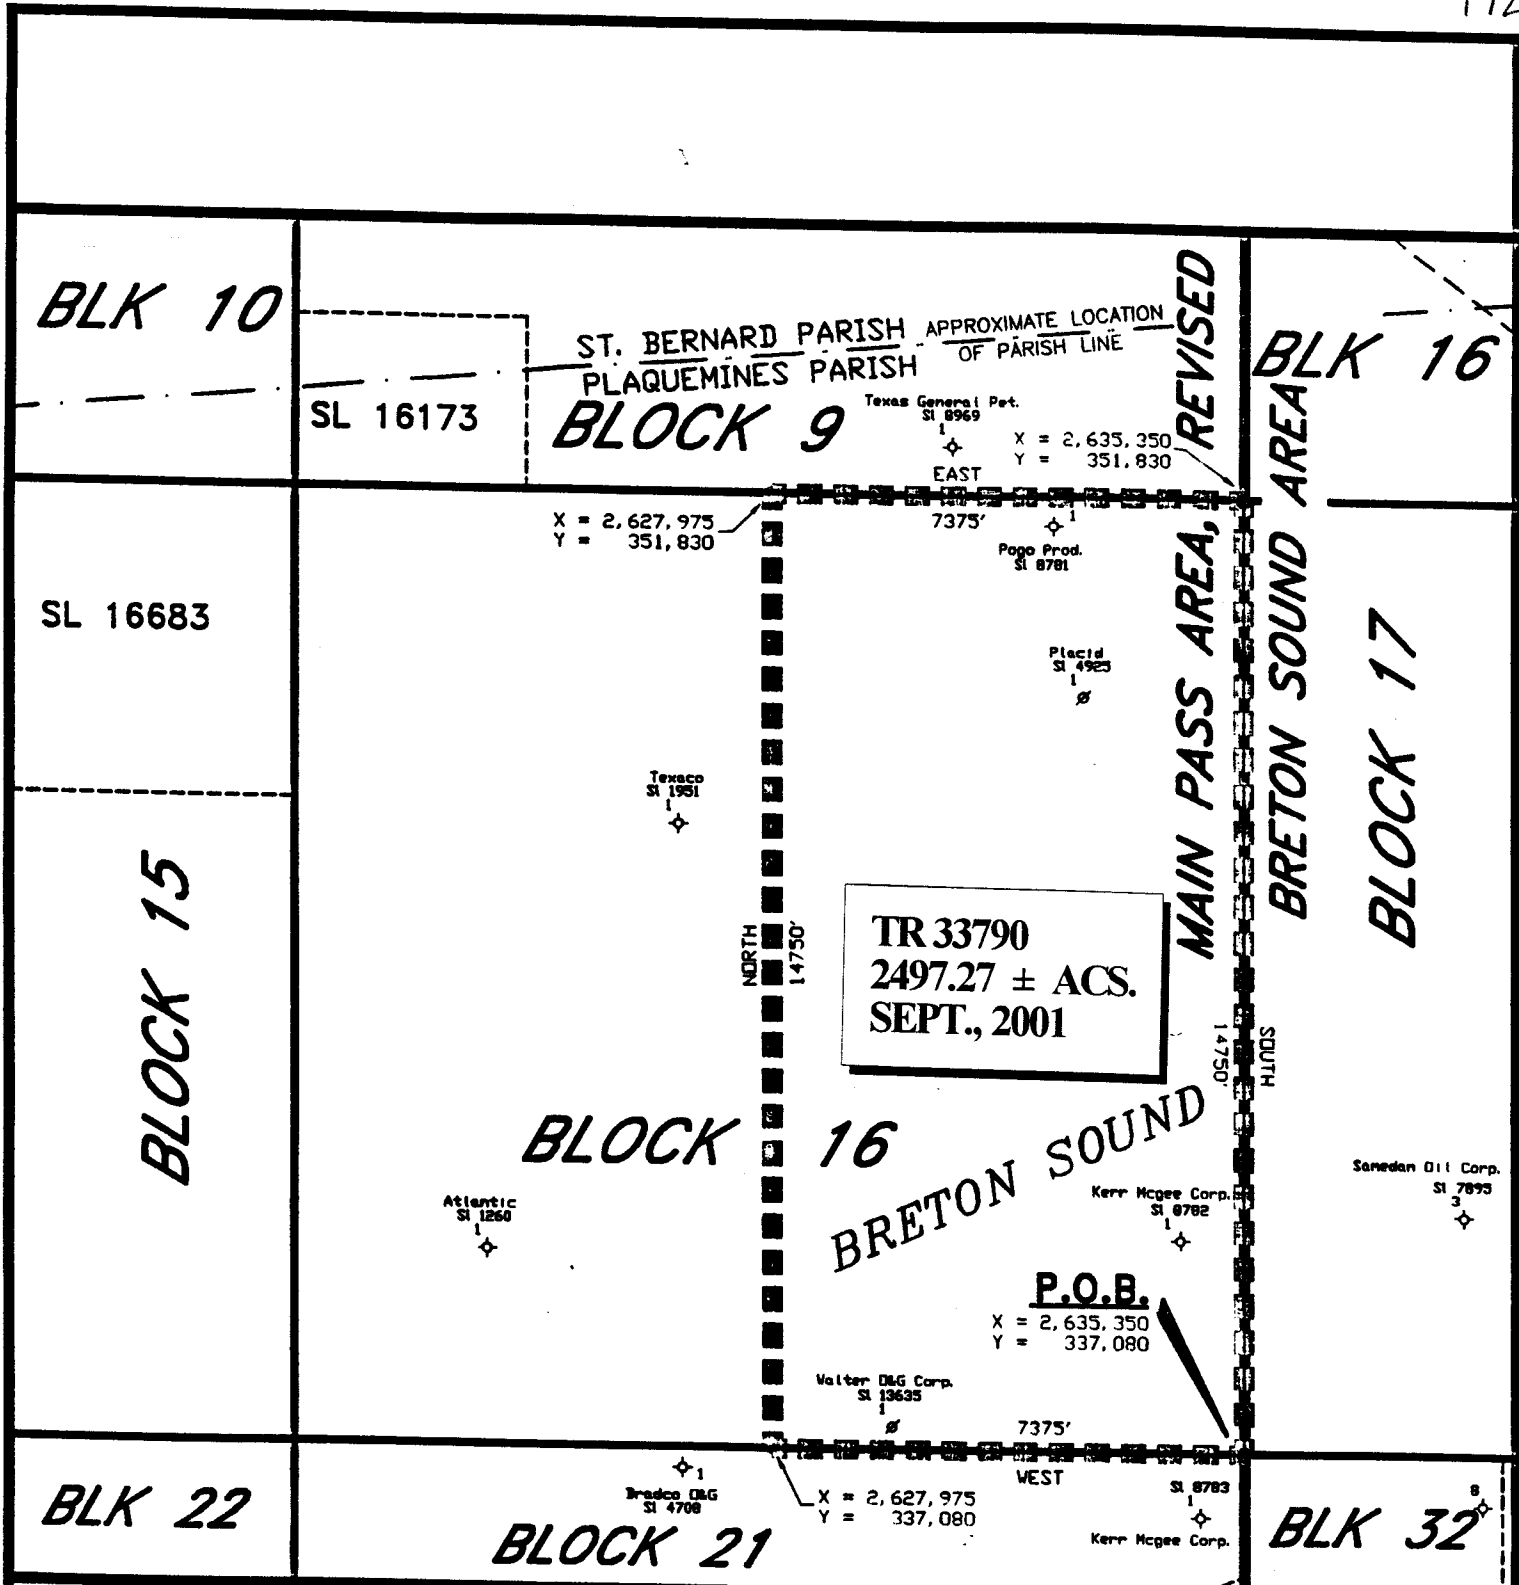 BLK 10
ST. BERNARD PARISH
PLAQUEMINES PARISH
APPROXIMATE LOCATION
OF PARISH LINE
SL 16173
BLOCK 9
Texas General Pet.
Sl 8969
1
X = 2,635,350
Y = 351,830
EAST
7375'
MAIN PASS AREA, REVISED
BRETON SOUND AREA
BLK 16
X = 2,627,975
Y = 351,830
1
Pogo Prod.
Sl 8781
SL 16683
Placid
Sl 4925
1
BLOCK 17
Texaco
Sl 1951
1
BLOCK 15
NORTH
14750'
TR 33790
2497.27 ± ACS.
SEPT., 2001
14750'
SOUTH
BLOCK 16
BRETON SOUND
Atlantic
Sl 1260
1
Kerr Mcgee Corp.
Sl 8782
1
Samedan Oil Corp.
Sl 7895
3
P.O.B.
X = 2,635,350
Y = 337,080
Walter O&G Corp.
Sl 13635
1
7375'
WEST
BLK 22
1
Bradco O&G
Sl 4708
X = 2,627,975
Y = 337,080
BLOCK 21
Sl 8783
1
Kerr Mcgee Corp.
BLK 32
8